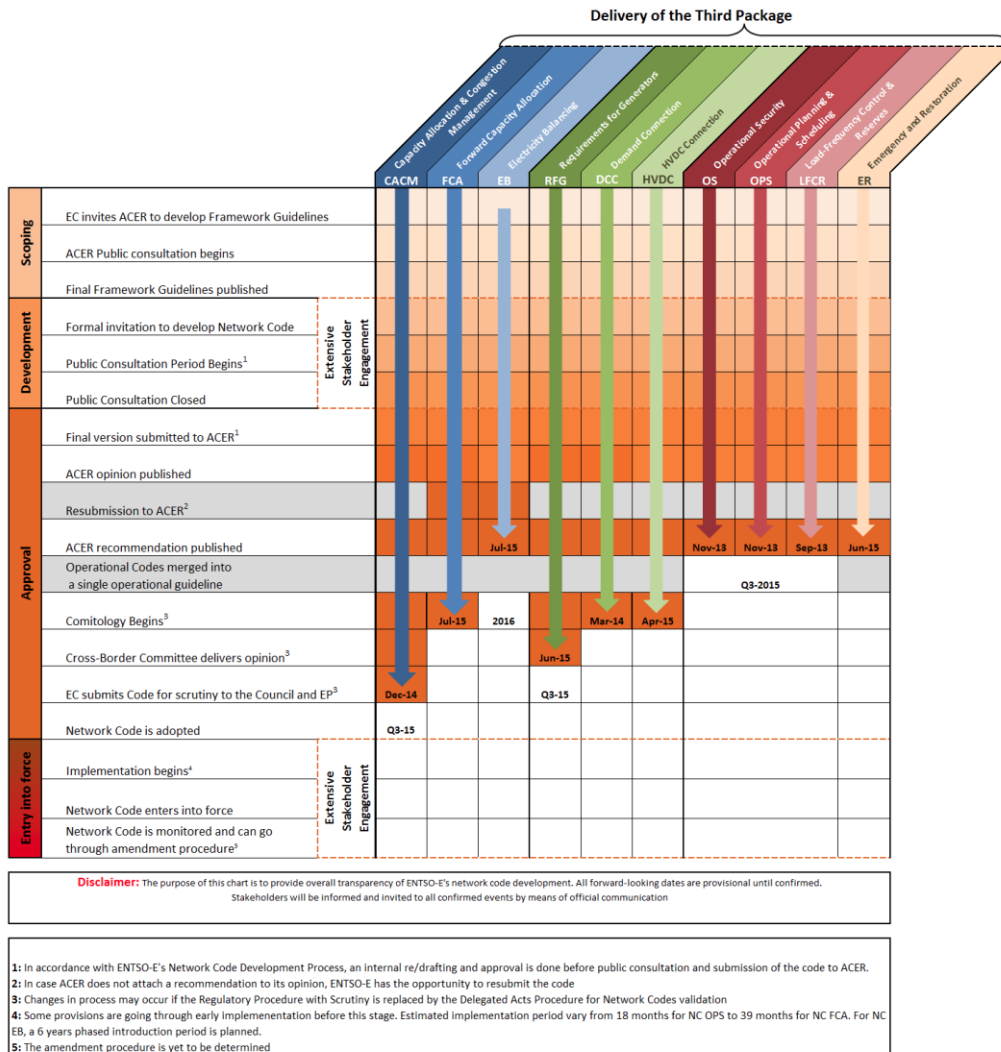 Delivery of the Third Package
Capacity Allocation & Congestion
Management
Forward Capacity Allocation
Electricity Balancing
Requirements for Generators
Demand Connection
HVDC Connection
Operational Security
Operational Planning &
Scheduling
Load-Frequency Control &
Reserves
Emergency and Restoration
CACM FCA EB RFG DCC HVDC OS OPS LFCR ER
Scoping
EC invites ACER to develop Framework Guidelines
ACER Public consultation begins
Final Framework Guidelines published
Development
Formal invitation to develop Network Code
Public Consultation Period Begins1
Public Consultation Closed
Extensive
Stakeholder
Engagement
Approval
Final version submitted to ACER1
ACER opinion published
Resubmission to ACER2
ACER recommendation published Jul-15 Nov-13 Nov-13 Sep-13 Jun-15
Operational Codes merged into
a single operational guideline Q3-2015
Comitology Begins3 Jul-15 2016 Mar-14 Apr-15
Cross-Border Committee delivers opinion3 Jun-15
EC submits Code for scrutiny to the Council and EP3 Dec-14 Q3-15
Network Code is adopted Q3-15
Entry into force
Implementation begins4
Network Code enters into force
Network Code is monitored and can go
through amendment procedure5
Extensive
Stakeholder
Engagement
Disclaimer: The purpose of this chart is to provide overall transparency of ENTSO-E's network code development. All forward-looking dates are provisional until confirmed.
Stakeholders will be informed and invited to all confirmed events by means of official communication
1: In accordance with ENTSO-E's Network Code Development Process, an internal re/drafting and approval is done before public consultation and submission of the code to ACER.
2: In case ACER does not attach a recommendation to its opinion, ENTSO-E has the opportunity to resubmit the code
3: Changes in process may occur if the Regulatory Procedure with Scrutiny is replaced by the Delegated Acts Procedure for Network Codes validation
4: Some provisions are going through early implemenentation before this stage. Estimated implementation period vary from 18 months for NC OPS to 39 months for NC FCA. For NC
EB, a 6 years phased introduction period is planned.
5: The amendment procedure is yet to be determined